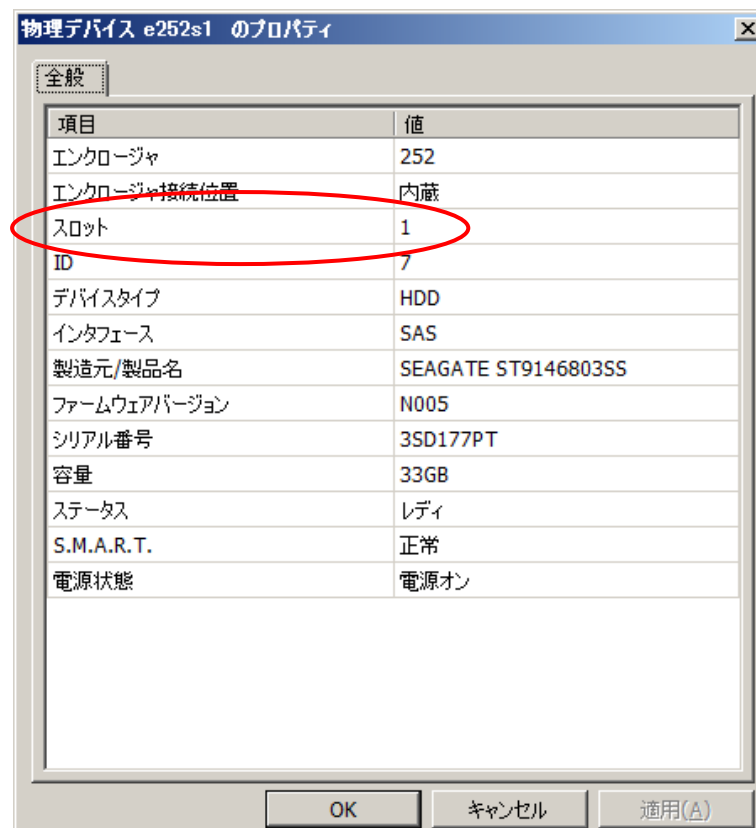 物理デバイス e252s1 のプロパティ
全般
項目 値
エンクロージャ 252
エンクロージャ接続位置 内蔵
スロット 1
ID 7
デバイスタイプ HDD
インタフェース SAS
製造元/製品名 SEAGATE ST9146803SS
ファームウェアバージョン N005
シリアル番号 3SD177PT
容量 33GB
ステータス レディ
S.M.A.R.T. 正常
電源状態 電源オン
OK キャンセル 適用(A)